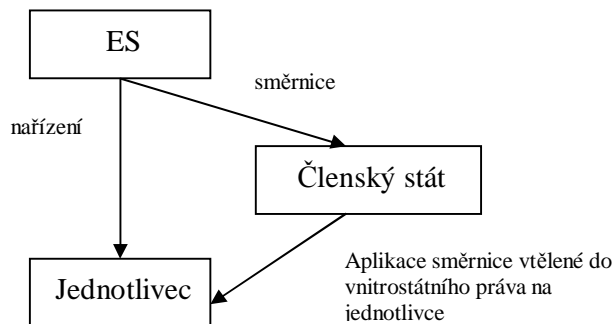 ES
směrnice
nařízení
Členský stát
Jednotlivec
Aplikace směrnice vtělené do
vnitrostátního práva na
jednotlivce